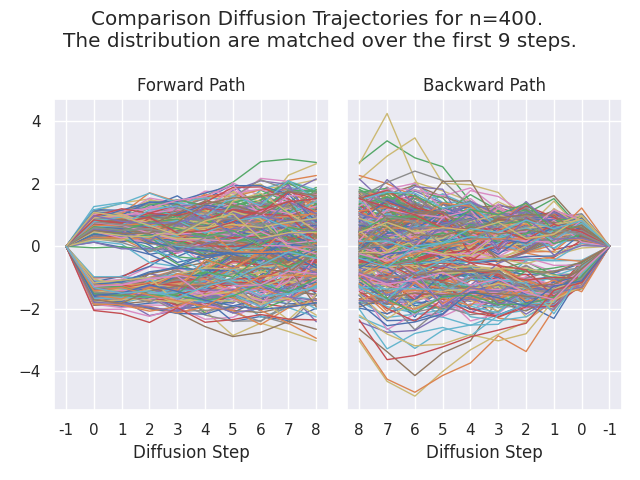 Comparison Diffusion Trajectories for n=400.
The distribution are matched over the first 9 steps.
Forward Path
Backward Path
4
2
0
−2
−4
-1 0 1 2 3 4 5 6 7 8
8 7 6 5 4 3 2 1 0 -1
Diffusion Step
Diffusion Step